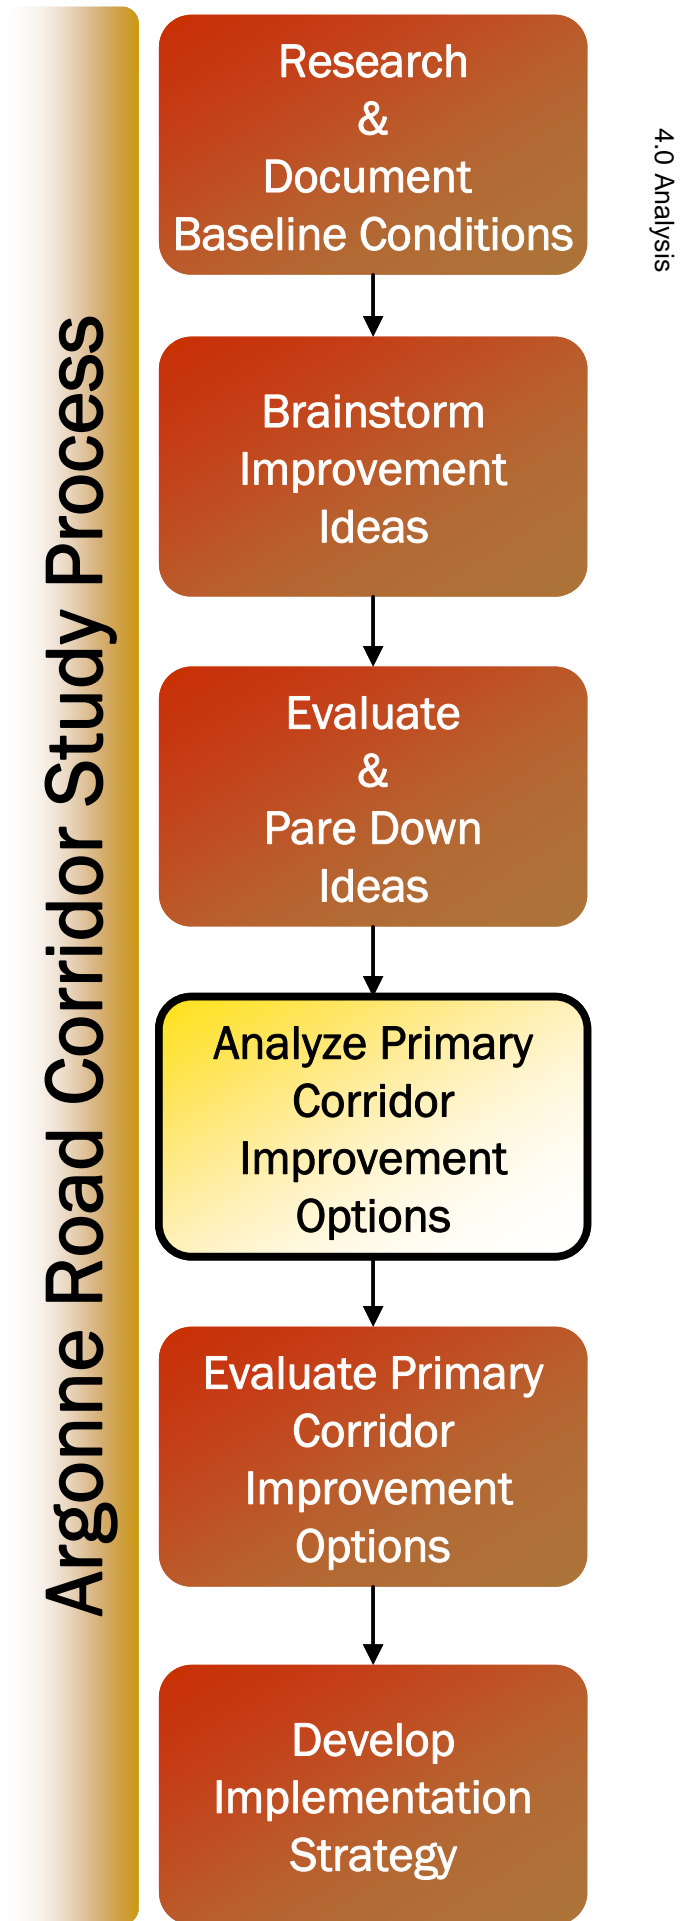 Argonne Road Corridor Study Process
Research
&
Document
Baseline Conditions
Brainstorm
Improvement
Ideas
Evaluate
&
Pare Down
Ideas
Analyze Primary
Corridor
Improvement
Options
Evaluate Primary
Corridor
Improvement
Options
Develop
Implementation
Strategy
4.0 Analysis